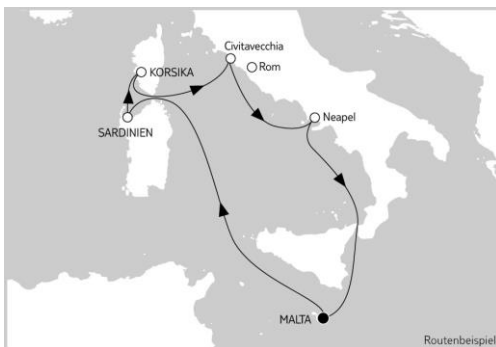 Civitavecchia
Rom
KORSIKA
Neapel
SARDINIEN
MALTA
Routenbeispiel